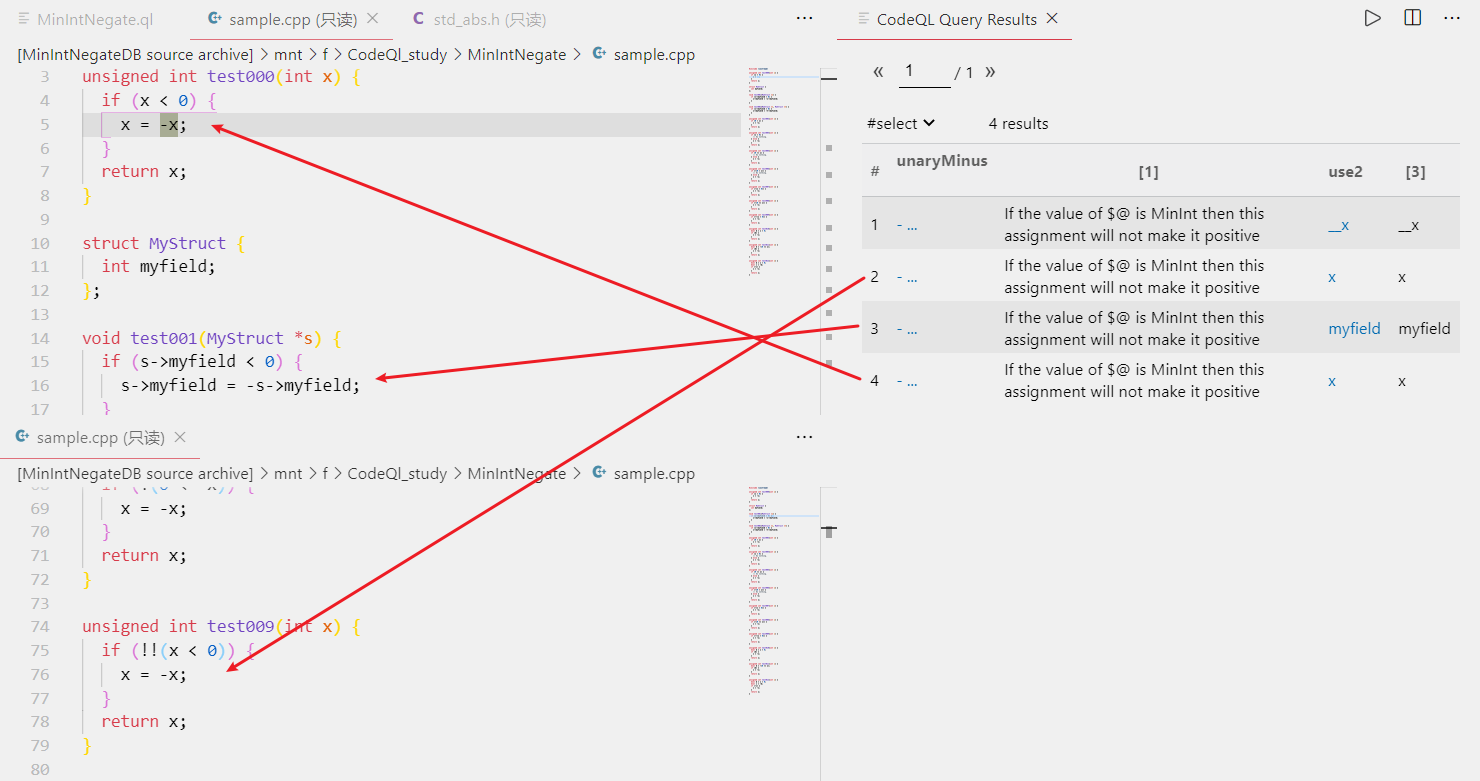 MinIntNegate.ql
sample.cpp (只读)
std_abs.h (只读)
[MinIntNegateDB source archive] > mnt > f > CodeQl_study > MinIntNegate > sample.cpp
3 unsigned int test000(int x) {
4 if (x < 0) {
5 x = -x;
6 }
7 return x;
8 }
9
10 struct MyStruct {
11 int myfield;
12 };
13
14 void test001(MyStruct *s) {
15 if (s->myfield < 0) {
16 s->myfield = -s->myfield;
17 }
sample.cpp (只读)
[MinIntNegateDB source archive] > mnt > f > CodeQl_study > MinIntNegate > sample.cpp
69 x = -x;
70 }
71 return x;
72 }
73
74 unsigned int test009(int x) {
75 if (!!(x < 0)) {
76 x = -x;
77 }
78 return x;
79 }
80
CodeQL Query Results
« 1 / 1 »
#select 4 results
# unaryMinus [1] use2 [3]
1 - ... If the value of $@ is MinInt then this
assignment will not make it positive __x __x
2 - ... If the value of $@ is MinInt then this
assignment will not make it positive x x
3 - ... If the value of $@ is MinInt then this
assignment will not make it positive myfield myfield
4 - ... If the value of $@ is MinInt then this
assignment will not make it positive x x